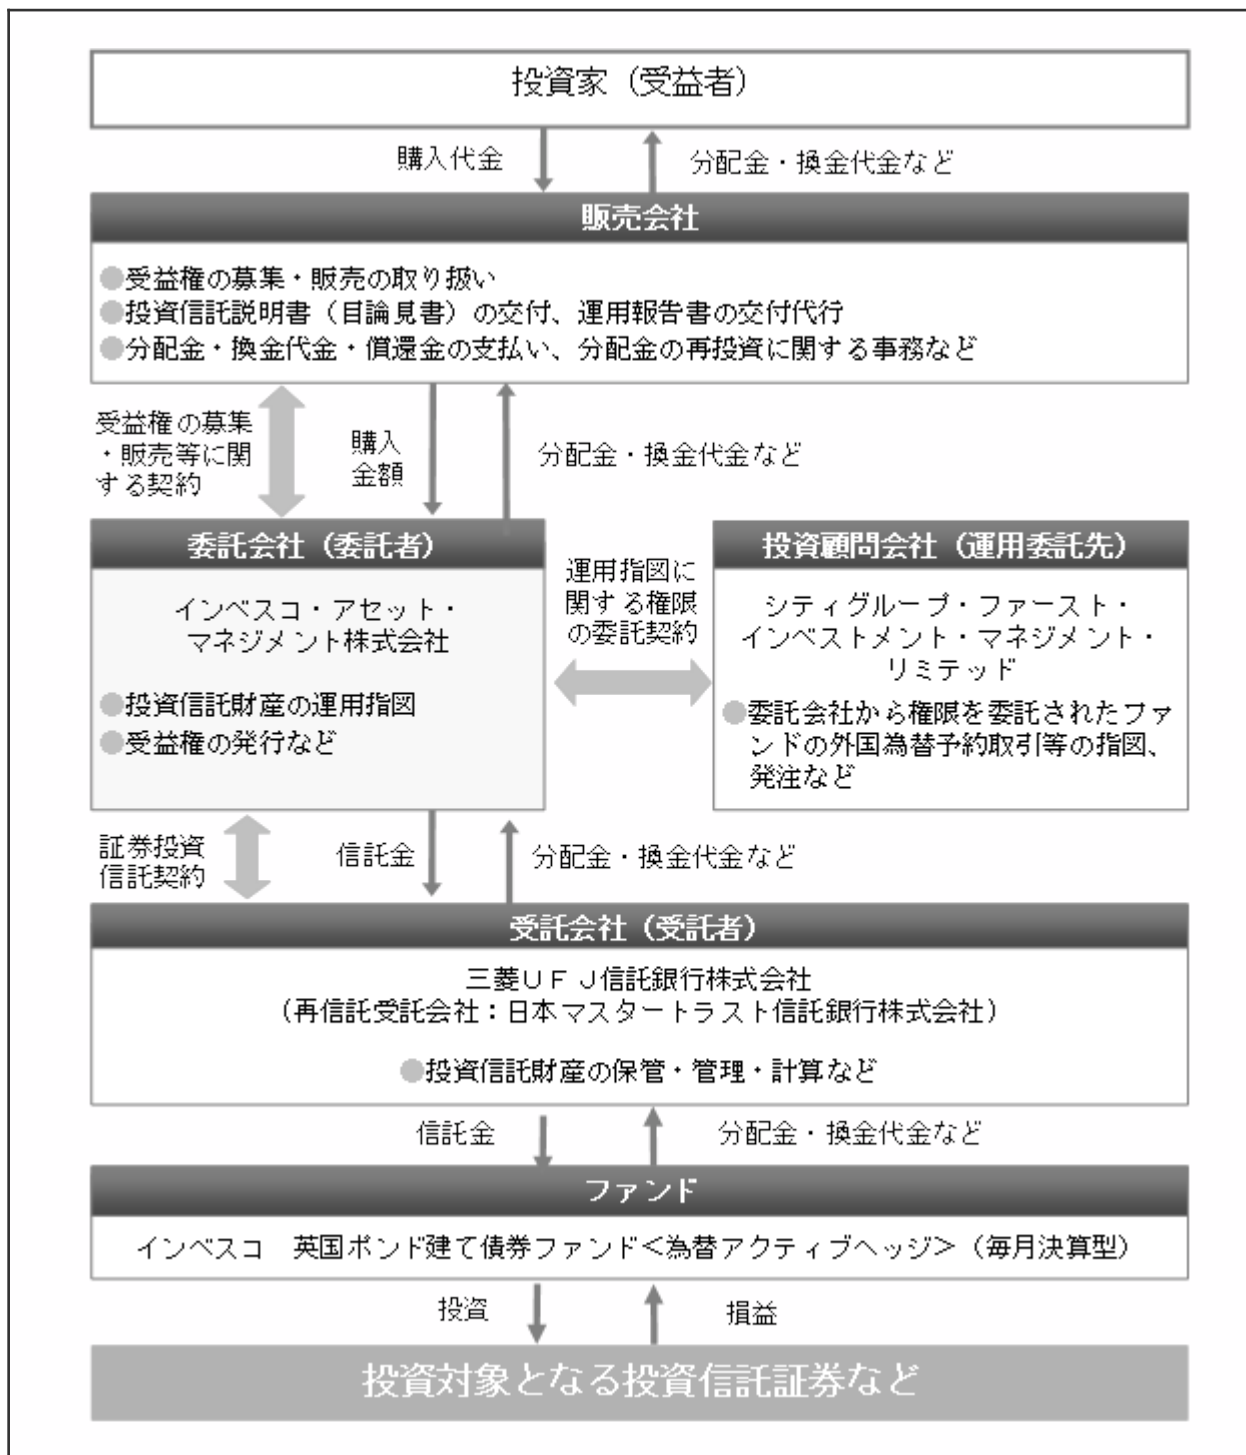 投資家（受益者）
購入代金
分配金・換金代金など
販売会社
●受益権の募集・販売の取り扱い
●投資信託説明書（目論見書）の交付、運用報告書の交付代行
●分配金・換金代金・償還金の支払い、分配金の再投資に関する事務など
受益権の募集
・販売等に関
する契約
購入
金額
分配金・換金代金など
委託会社（委託者）
インベスコ・アセット・
マネジメント株式会社
●投資信託財産の運用指図
●受益権の発行など
運用指図に
関する権限
の委託契約
投資顧問会社（運用委託先）
シティグループ・ファースト・
インベストメント・マネジメント・
リミテッド
●委託会社から権限を委託されたファ
ンドの外国為替予約取引等の指図、
発注など
証券投資
信託契約
信託金
分配金・換金代金など
受託会社（受託者）
三菱ＵＦＪ信託銀行株式会社
（再信託受託会社：日本マスタートラスト信託銀行株式会社）
●投資信託財産の保管・管理・計算など
信託金
分配金・換金代金など
ファンド
インベスコ　英国ポンド建て債券ファンド＜為替アクティブヘッジ＞（毎月決算型）
投資
損益
投資対象となる投資信託証券など